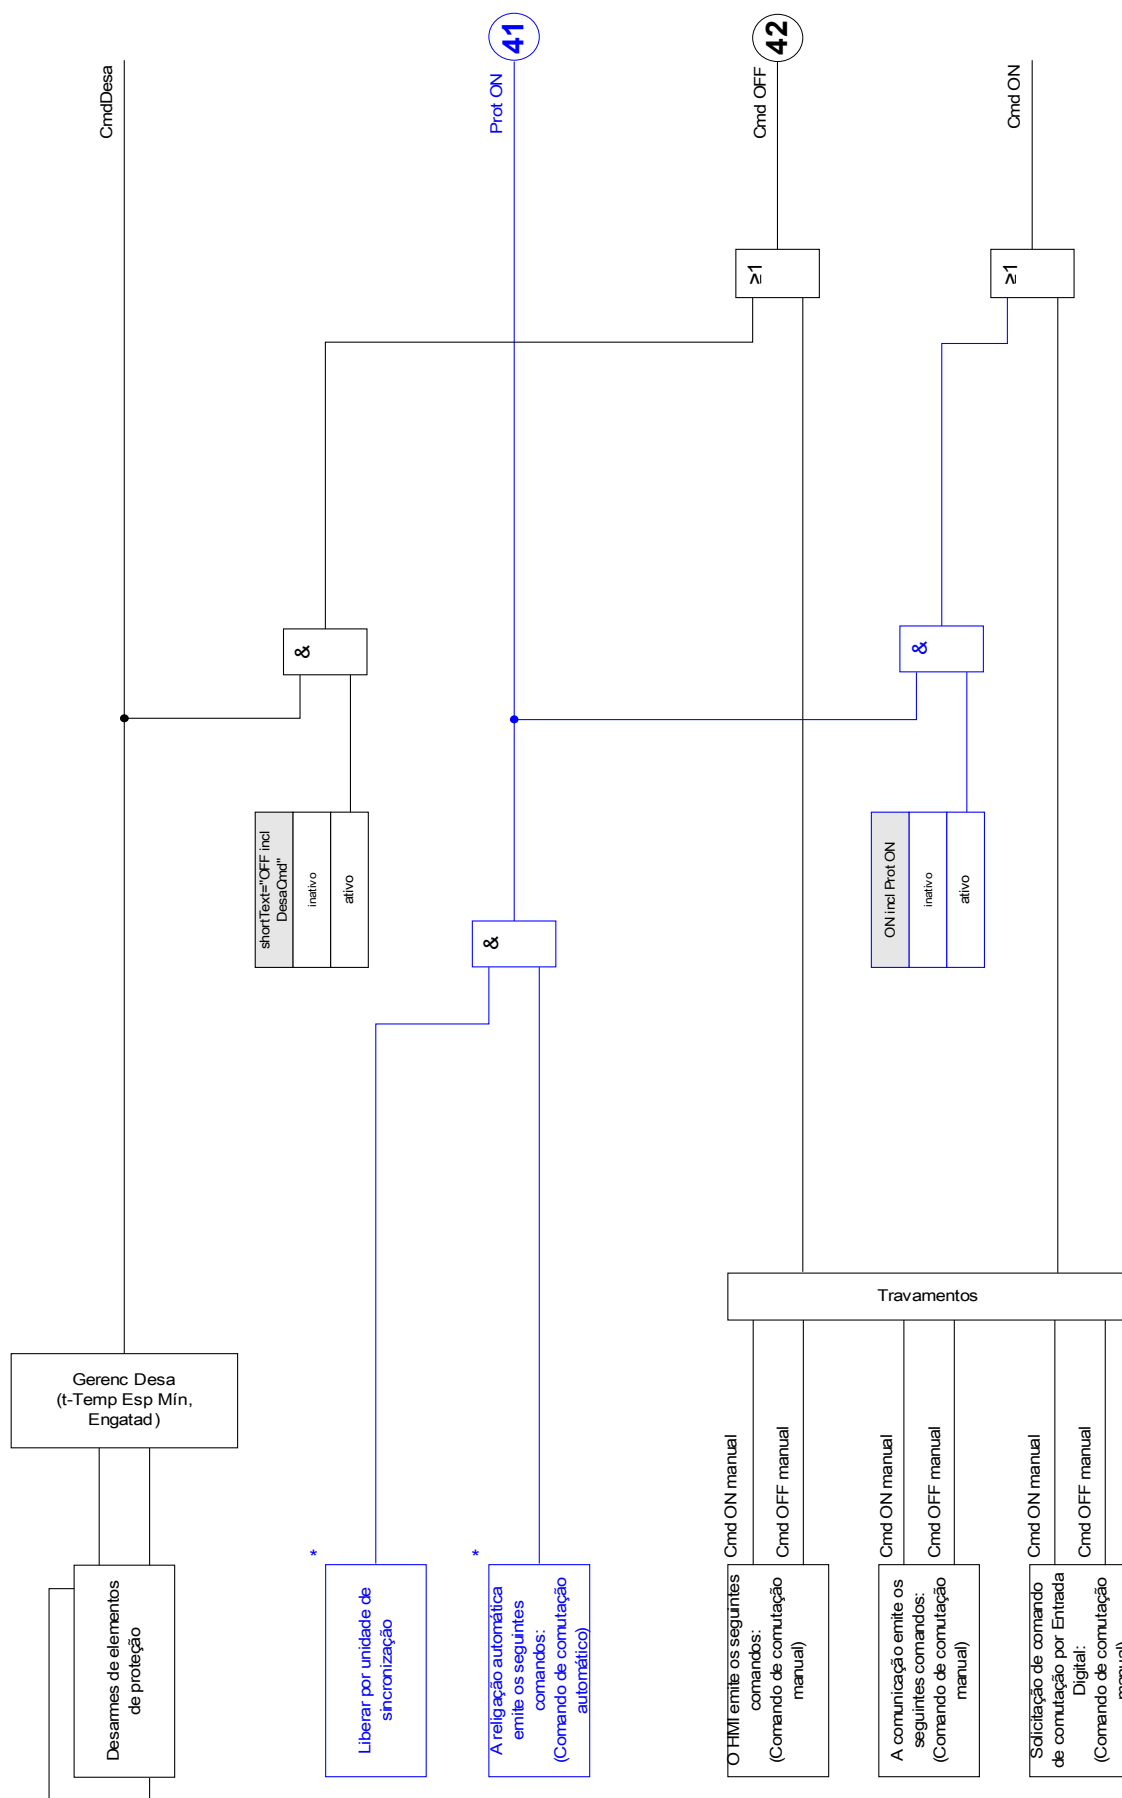 41
42
CmdDesa
Prot ON
Cmd OFF
Cmd ON
≥1
≥1
&
&
shortText="OFF incl
DesaCmd"
inativo
ativo
ON incl Prot ON
inativo
ativo
&
Travamentos
Gerenc Desa
(t-Temp Esp Mín,
Engatad)
Cmd ON manual
Cmd OFF manual
Cmd ON manual
Cmd OFF manual
Cmd ON manual
Cmd OFF manual
Desarmes de elementos
de proteção
*
Liberar por unidade de
sincronização
*
A religação automática
emite os seguintes
comandos:
(Comando de comutação
automático)
O HMI emite os seguintes
comandos:
(Comando de comutação
manual)
A comunicação emite os
seguintes comandos:
(Comando de comutação
manual)
Solicitação de comando
de comutação por Entrada
Digital:
(Comando de comutação
manual)